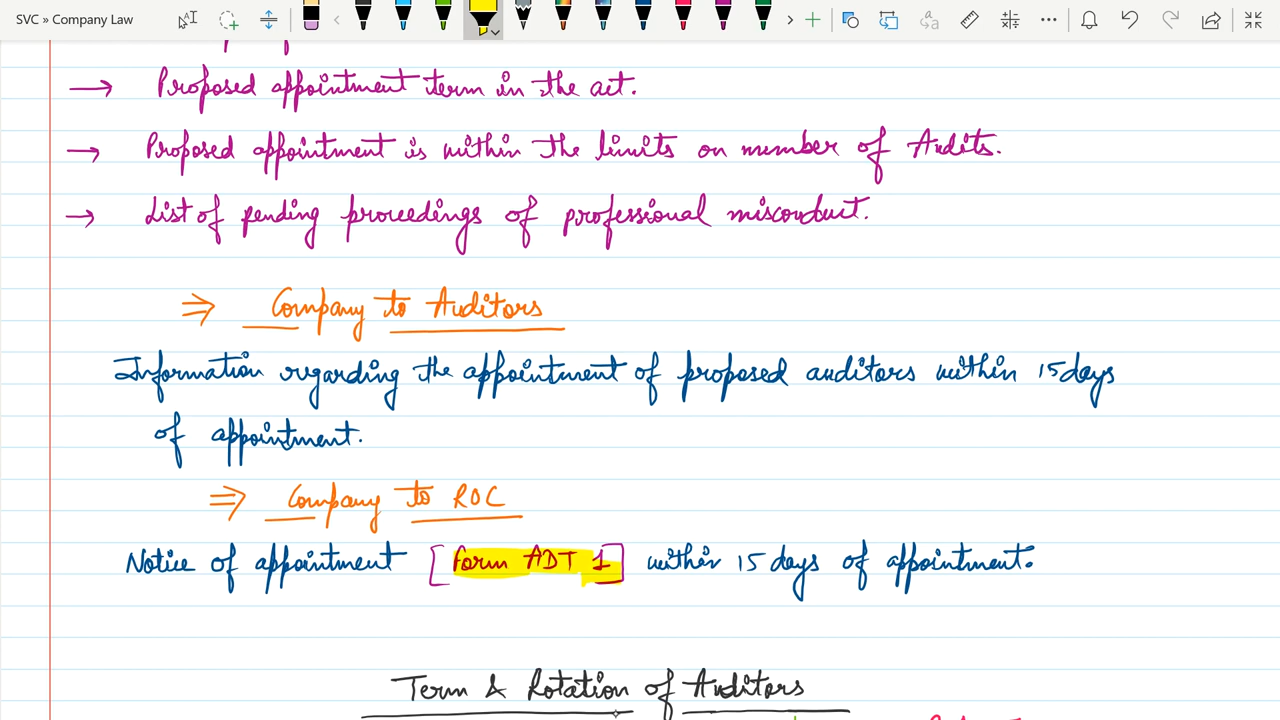 SVC » Company Law
→ Proposed appointment term in the act.
→ Proposed appointment is within the limits on number of Audits.
→ List of pending proceedings of professional misconduct.
⇒ Company to Auditors
Information regarding the appointment of proposed auditors within 15 days
of appointment.
⇒ Company to ROC
Notice of appointment [Form ADT 1] within 15 days of appointment.
Term & Rotation of Auditors